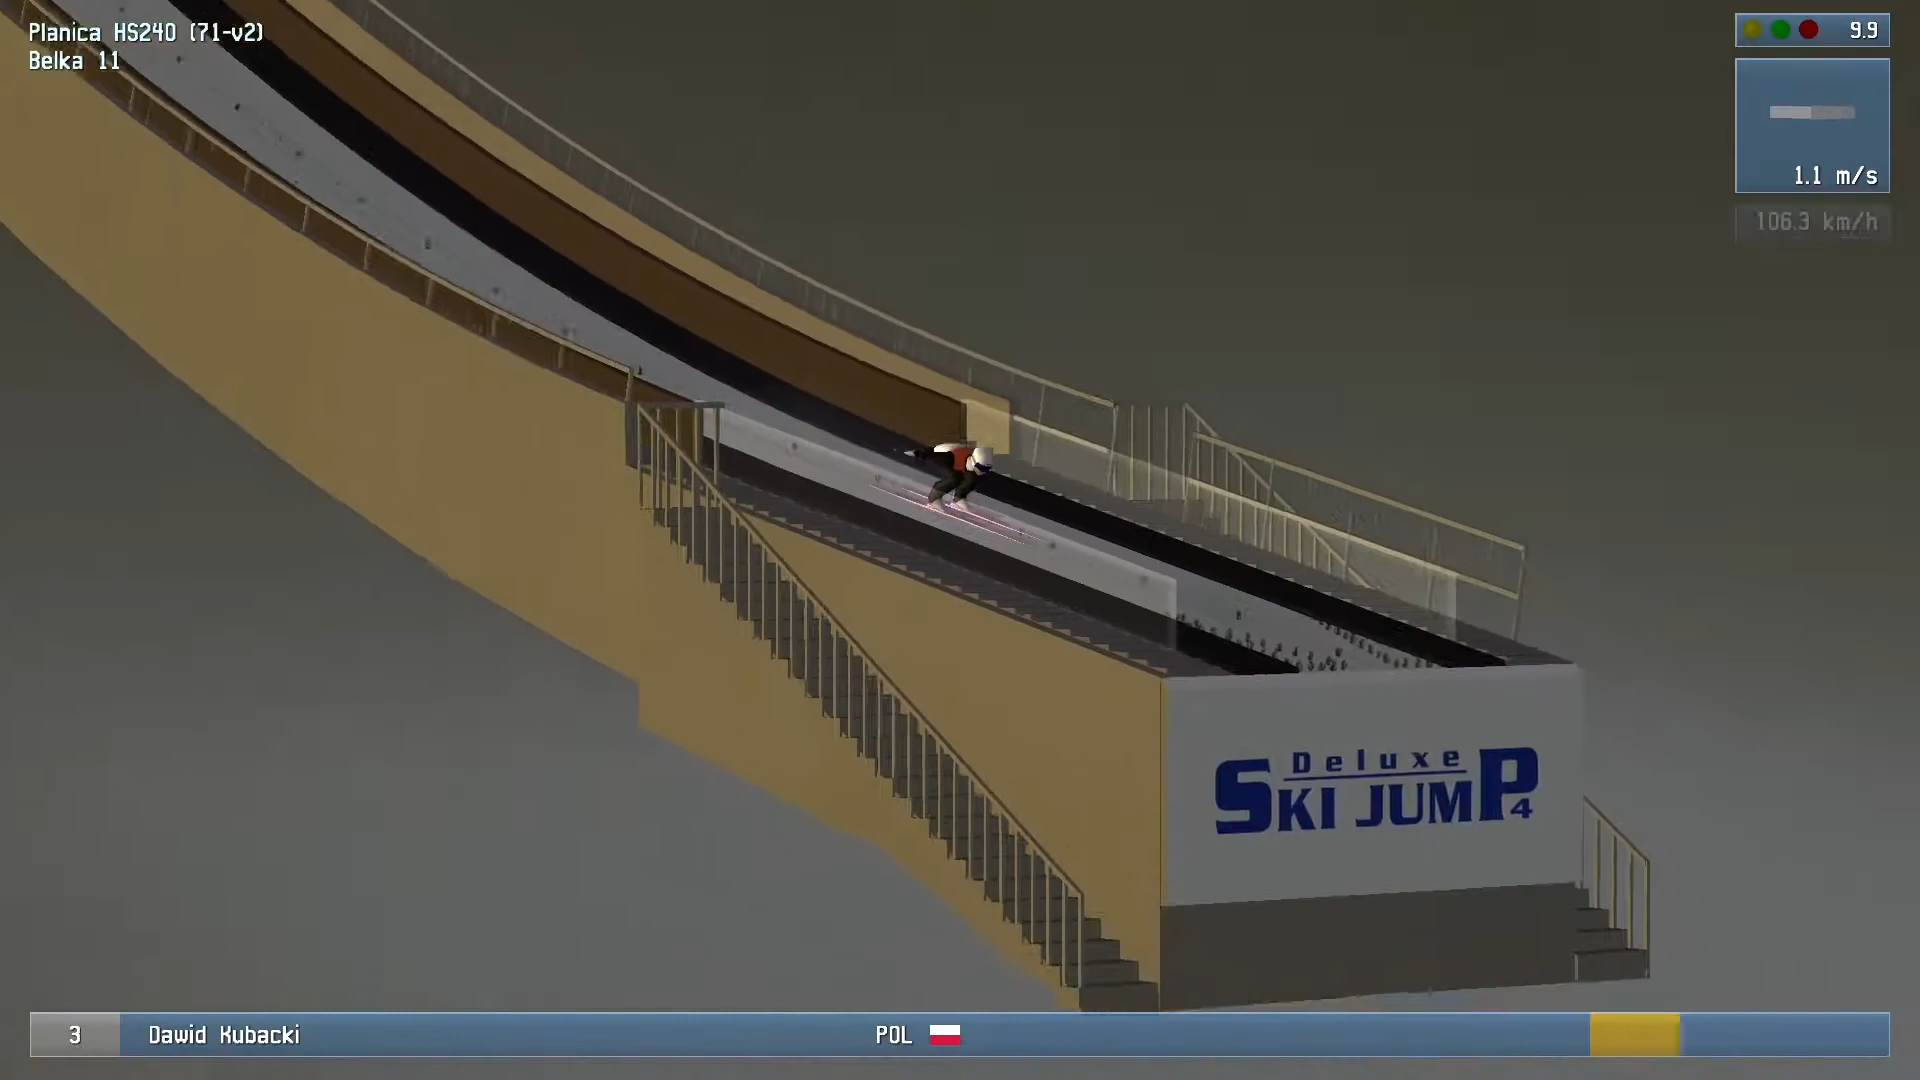 Planica HS240 (71-v2)
Belka 11
9.9
1.1 m/s
106.3 km/h
Deluxe
SKI JUMP
4
3 Dawid Kubacki POL